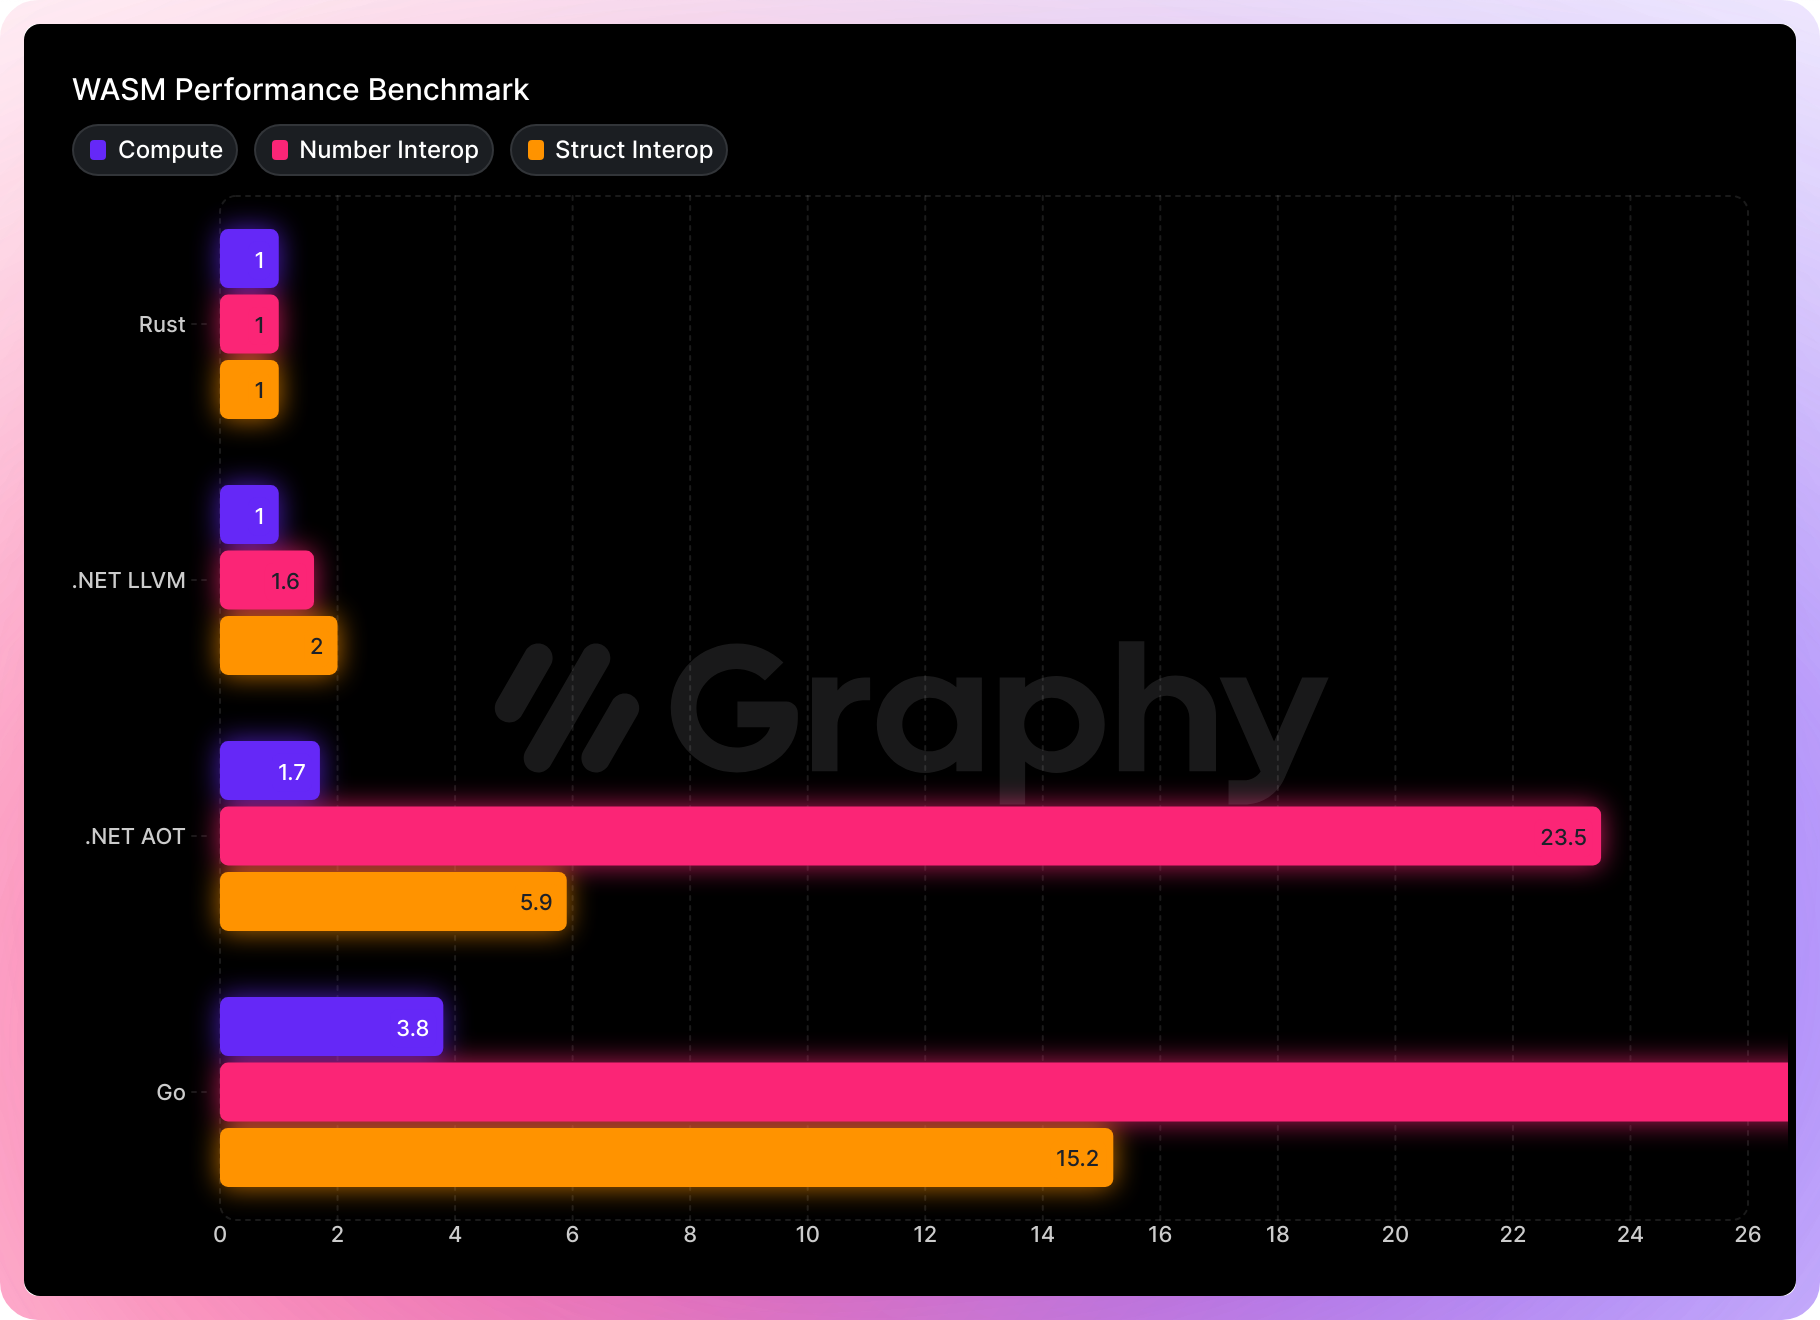 WASM Performance Benchmark
Compute Number Interop Struct Interop
1
Rust 1
1
1
.NET LLVM 1.6
2
Graphy
1.7
.NET AOT 23.5
5.9
3.8
Go
15.2
0 2 4 6 8 10 12 14 16 18 20 22 24 26